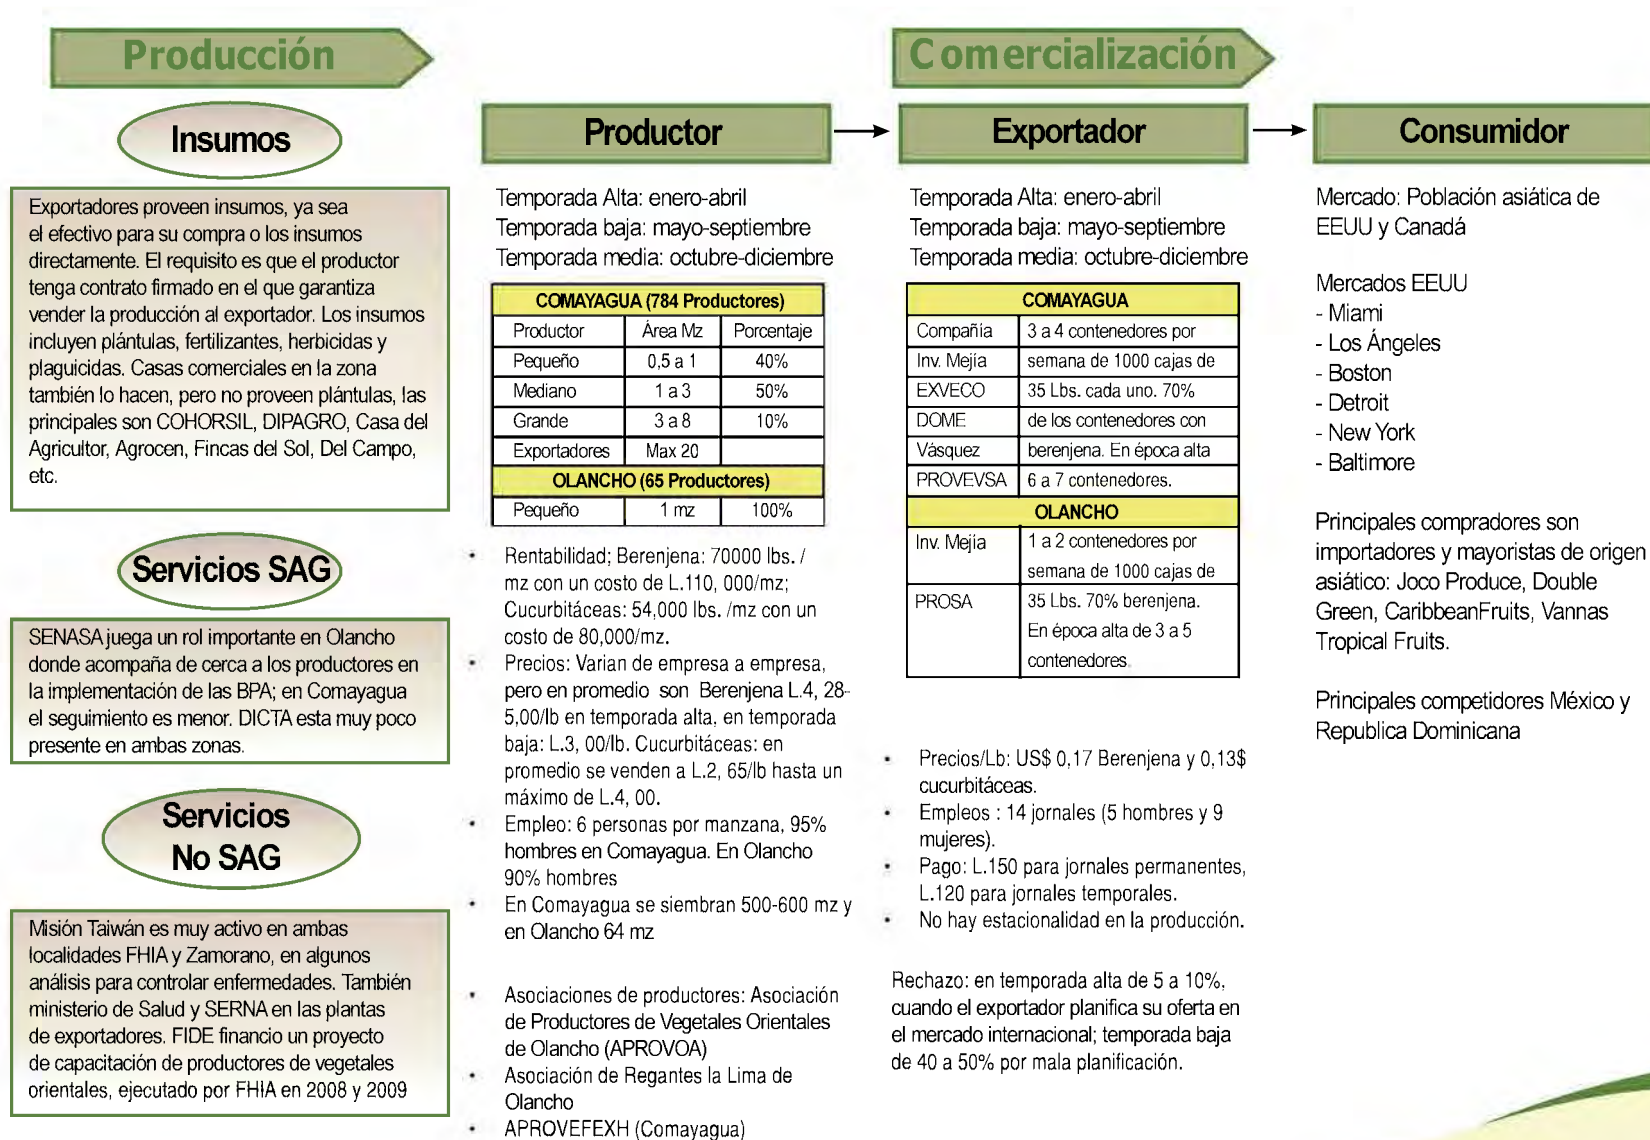 Producción
Insumos
Exportadores proveen insumos, ya sea
el efectivo para su compra o los insumos
directamente. El requisito es que el productor
tenga contrato firmado en el que garantiza
vender la producción al exportador. Los insumos
incluyen plántulas, fertilizantes, herbicidas y
plaguicidas. Casas comerciales en la zona
también lo hacen, pero no proveen plántulas, las
principales son COHORSIL, DIPAGRO, Casa del
Agricultor, Agrocen, Fincas del Sol, Del Campo,
etc.
Servicios SAG
SENASA juega un rol importante en Olancho
donde acompaña de cerca a los productores en
la implementación de las BPA; en Comayagua
el seguimiento es menor. DICTA esta muy poco
presente en ambas zonas.
Servicios
No SAG
Misión Taiwán es muy activo en ambas
localidades FHIA y Zamorano, en algunos
análisis para controlar enfermedades. También
ministerio de Salud y SERNA en las plantas
de exportadores. FIDE financio un proyecto
de capacitación de productores de vegetales
orientales, ejecutado por FHIA en 2008 y 2009
Productor
Temporada Alta: enero-abril
Temporada baja: mayo-septiembre
Temporada media: octubre-diciembre
COMAYAGUA (784 Productores)
Productor Área Mz Porcentaje
Pequeño 0,5 a 1 40%
Mediano 1 a 3 50%
Grande 3 a 8 10%
Exportadores Max 20
OLANCHO (65 Productores)
Pequeño 1 mz 100%
• Rentabilidad; Berenjena: 70000 lbs. /
mz con un costo de L.110, 000/mz;
Cucurbitáceas: 54,000 lbs. /mz con un
costo de 80,000/mz.
• Precios: Varian de empresa a empresa,
pero en promedio son Berenjena L.4, 28-
5,00/lb en temporada alta, en temporada
baja: L.3, 00/lb. Cucurbitáceas: en
promedio se venden a L.2, 65/lb hasta un
máximo de L.4, 00.
• Empleo: 6 personas por manzana, 95%
hombres en Comayagua. En Olancho
90% hombres
• En Comayagua se siembran 500-600 mz y
en Olancho 64 mz
• Asociaciones de productores: Asociación
de Productores de Vegetales Orientales
de Olancho (APROVOA)
• Asociación de Regantes la Lima de
Olancho
• APROVEFEXH (Comayagua)
Comercialización
Exportador
Temporada Alta: enero-abril
Temporada baja: mayo-septiembre
Temporada media: octubre-diciembre
COMAYAGUA
Compañía 3 a 4 contenedores por
Inv. Mejía semana de 1000 cajas de
EXVECO 35 Lbs. cada uno. 70%
DOME de los contenedores con
Vásquez berenjena. En época alta
PROVEVSA 6 a 7 contenedores.
OLANCHO
Inv. Mejía 1 a 2 contenedores por
semana de 1000 cajas de
PROSA 35 Lbs. 70% berenjena.
En época alta de 3 a 5
contenedores.
• Precios/Lb: US$ 0,17 Berenjena y 0,13$
cucurbitáceas.
• Empleos : 14 jornales (5 hombres y 9
mujeres).
• Pago: L.150 para jornales permanentes,
L.120 para jornales temporales.
• No hay estacionalidad en la producción.
Rechazo: en temporada alta de 5 a 10%,
cuando el exportador planifica su oferta en
el mercado internacional; temporada baja
de 40 a 50% por mala planificación.
Consumidor
Mercado: Población asiática de
EEUU y Canadá
Mercados EEUU
- Miami
- Los Ángeles
- Boston
- Detroit
- New York
- Baltimore
Principales compradores son
importadores y mayoristas de origen
asiático: Joco Produce, Double
Green, CaribbeanFruits, Vannas
Tropical Fruits.
Principales competidores México y
Republica Dominicana